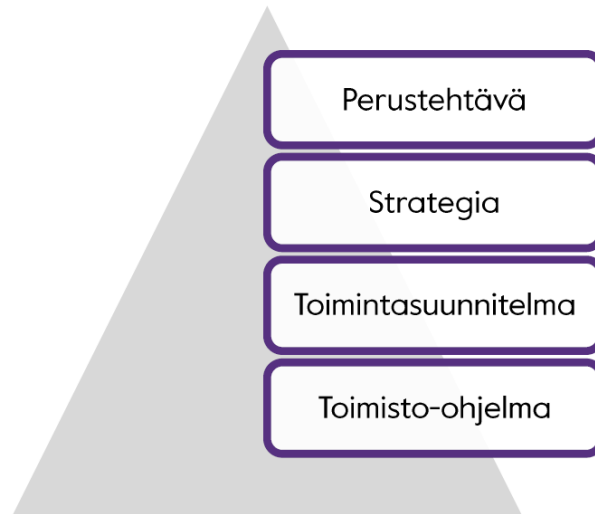 Perustehtävä
Strategia
Toimintasuunnitelma
Toimisto-ohjelma